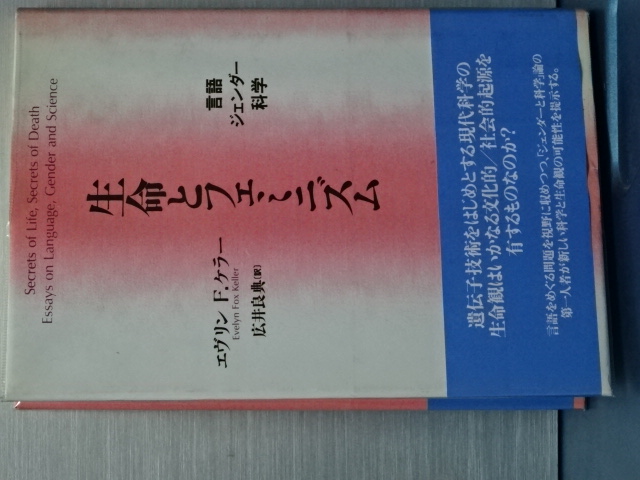 Secrets of Life, Secrets of Death
Essays on Language, Gender and Science
生命とフェミニズム
言語
ジェンダー
科学
エヴリン F.ケラー
Evelyn Fox Keller
広井良典〔訳〕
遺伝子技術をはじめとする現代科学の
生命観はいかなる文化的/社会的起源を
有するものなのか?
言語をめぐる問題を視野に収めつつ、「ジェンダーと科学」論の
第一人者が新しい科学と生命観の可能性を提示する。